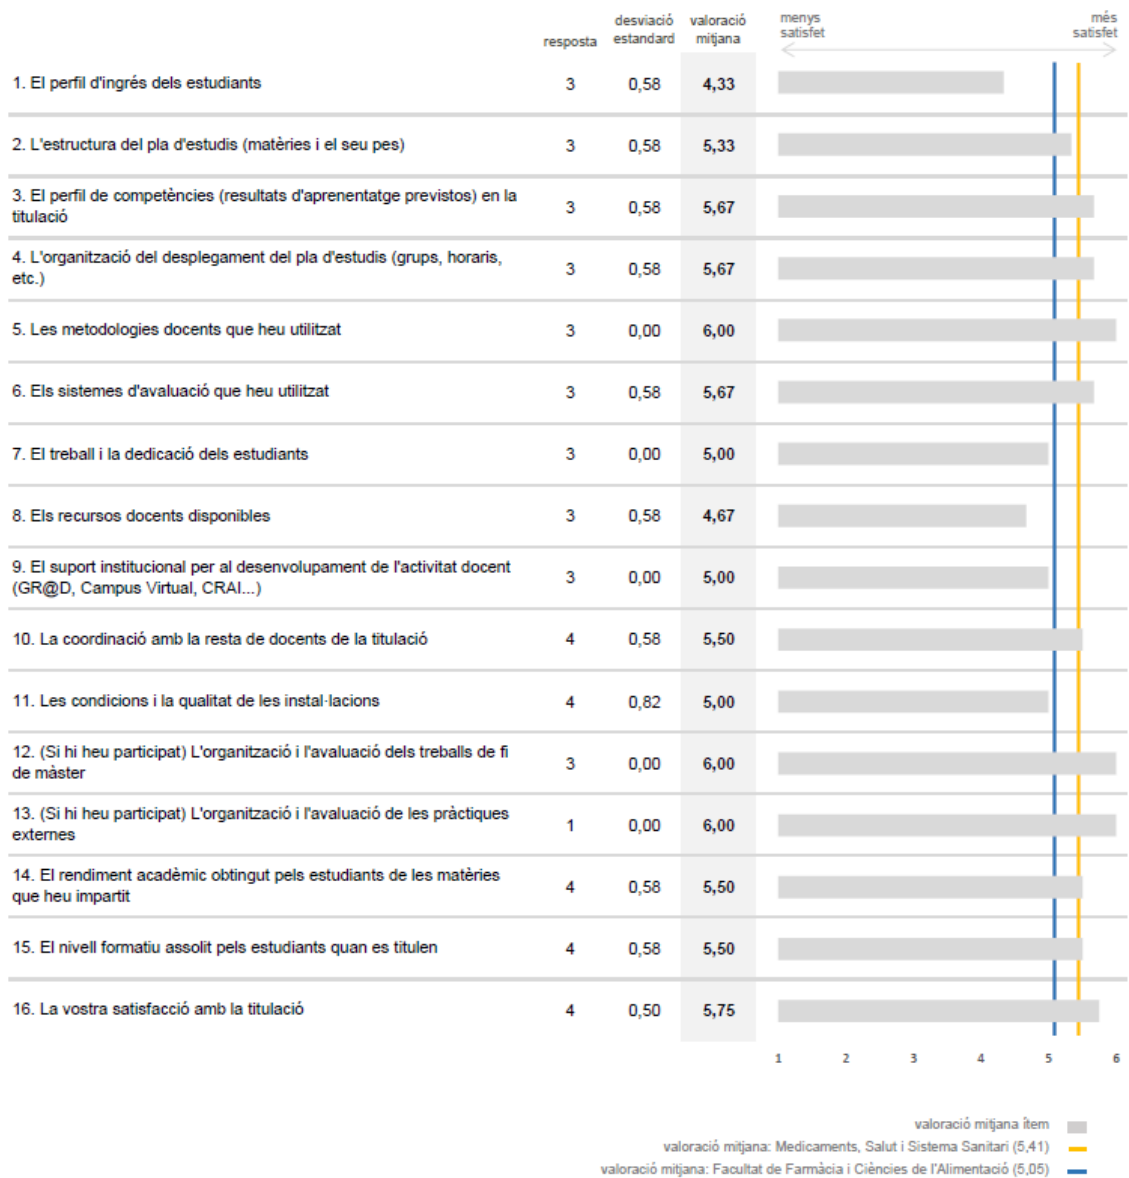 resposta desviació estandard valoració mitjana menys satisfet més satisfet
1. El perfil d'ingrés dels estudiants 3 0,58 4,33
2. L'estructura del pla d'estudis (matèries i el seu pes) 3 0,58 5,33
3. El perfil de competències (resultats d'aprenentatge previstos) en la
titulació 3 0,58 5,67
4. L'organització del desplegament del pla d'estudis (grups, horaris,
etc.) 3 0,58 5,67
5. Les metodologies docents que heu utilitzat 3 0,00 6,00
6. Els sistemes d'avaluació que heu utilitzat 3 0,58 5,67
7. El treball i la dedicació dels estudiants 3 0,00 5,00
8. Els recursos docents disponibles 3 0,58 4,67
9. El suport institucional per al desenvolupament de l'activitat docent
(GR@D, Campus Virtual, CRAI...) 3 0,00 5,00
10. La coordinació amb la resta de docents de la titulació 4 0,58 5,50
11. Les condicions i la qualitat de les instal·lacions 4 0,82 5,00
12. (Si hi heu participat) L'organització i l'avaluació dels treballs de fi
de màster 3 0,00 6,00
13. (Si hi heu participat) L'organització i l'avaluació de les pràctiques
externes 1 0,00 6,00
14. El rendiment acadèmic obtingut pels estudiants de les matèries
que heu impartit 4 0,58 5,50
15. El nivell formatiu assolit pels estudiants quan es titulen 4 0,58 5,50
16. La vostra satisfacció amb la titulació 4 0,50 5,75
1 2 3 4 5 6
valoració mitjana ítem
valoració mitjana: Medicaments, Salut i Sistema Sanitari (5,41)
valoració mitjana: Facultat de Farmàcia i Ciències de l'Alimentació (5,05)